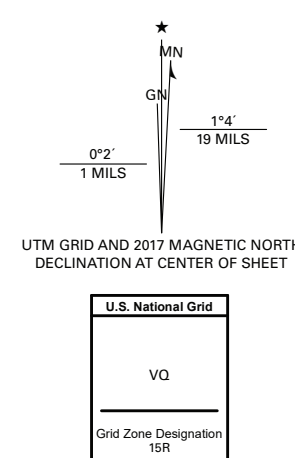 ★
MN
GN
1°4´
19 MILS
0°2´
1 MILS
UTM GRID AND 2017 MAGNETIC NORTH
DECLINATION AT CENTER OF SHEET
U.S. National Grid
VQ
Grid Zone Designation
15R